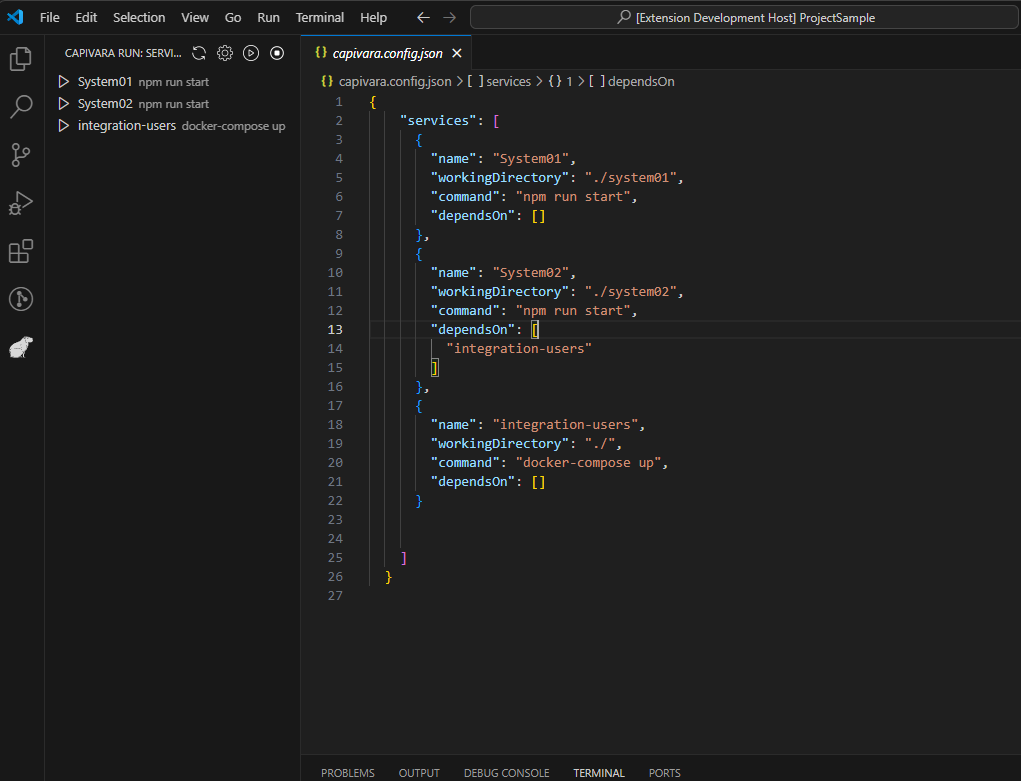 File Edit Selection View Go Run Terminal Help
[Extension Development Host] ProjectSample
CAPIVARA RUN: SERVI...
System01 npm run start
System02 npm run start
integration-users docker-compose up
{} capivara.config.json
{} capivara.config.json > [ ] services > {} 1 > [ ] dependsOn
1 {
2 "services": [
3 {
4 "name": "System01",
5 "workingDirectory": "./system01",
6 "command": "npm run start",
7 "dependsOn": []
8 },
9 {
10 "name": "System02",
11 "workingDirectory": "./system02",
12 "command": "npm run start",
13 "dependsOn": [
14 "integration-users"
15 ]
16 },
17 {
18 "name": "integration-users",
19 "workingDirectory": "./",
20 "command": "docker-compose up",
21 "dependsOn": []
22 }
23
24
25 ]
26 }
27
PROBLEMS OUTPUT DEBUG CONSOLE TERMINAL PORTS